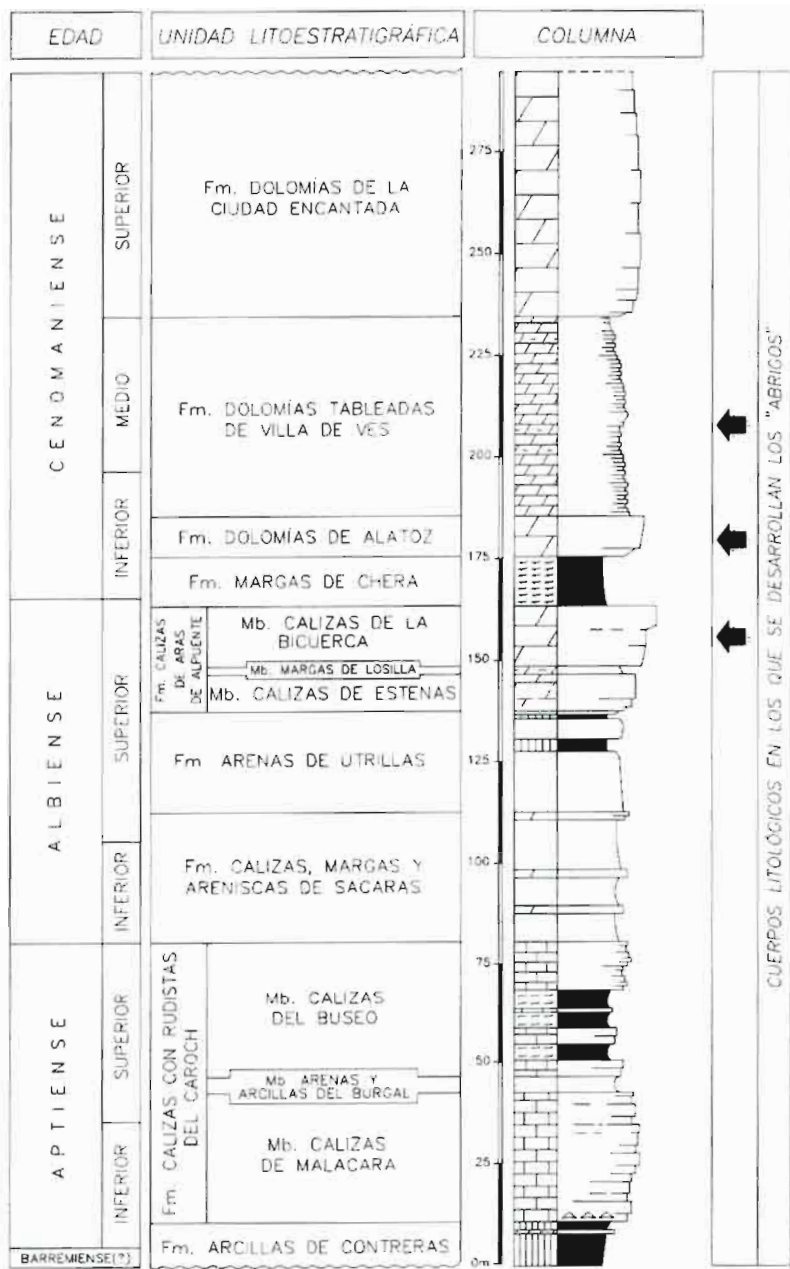 EDAD
UNIDAD LITOESTRATIGRÁFICA
COLUMNA
CENOMANIENSE
SUPERIOR
MEDIO
INFERIOR
ALBIENSE
SUPERIOR
INFERIOR
APTIENSE
SUPERIOR
INFERIOR
BARREMIENSE(?)
Fm. DOLOMÍAS DE LA
CIUDAD ENCANTADA
Fm. DOLOMÍAS TABLEADAS
DE VILLA DE VES
Fm. DOLOMÍAS DE ALATOZ
Fm. MARGAS DE CHERA
Fm. CALIZAS
DE ARAS
DE ALPUENTE
Mb. CALIZAS DE LA
BICUERCA
Mb. MARGAS DE LOSILLA
Mb. CALIZAS DE ESTENAS
Fm ARENAS DE UTRILLAS
Fm. CALIZAS, MARGAS Y
ARENISCAS DE SACARAS
Fm. CALIZAS CON RUDISTAS
DEL CAROCH
Mb. CALIZAS
DEL BUSEO
Mb ARENAS Y
ARCILLAS DEL BURGAL
Mb. CALIZAS
DE MALACARA
Fm. ARCILLAS DE CONTRERAS
275
250
225
200
175
150
125
100
75
50
25
0m
CUERPOS LITOLÓGICOS EN LOS QUE SE DESARROLLAN LOS "ABRIGOS"